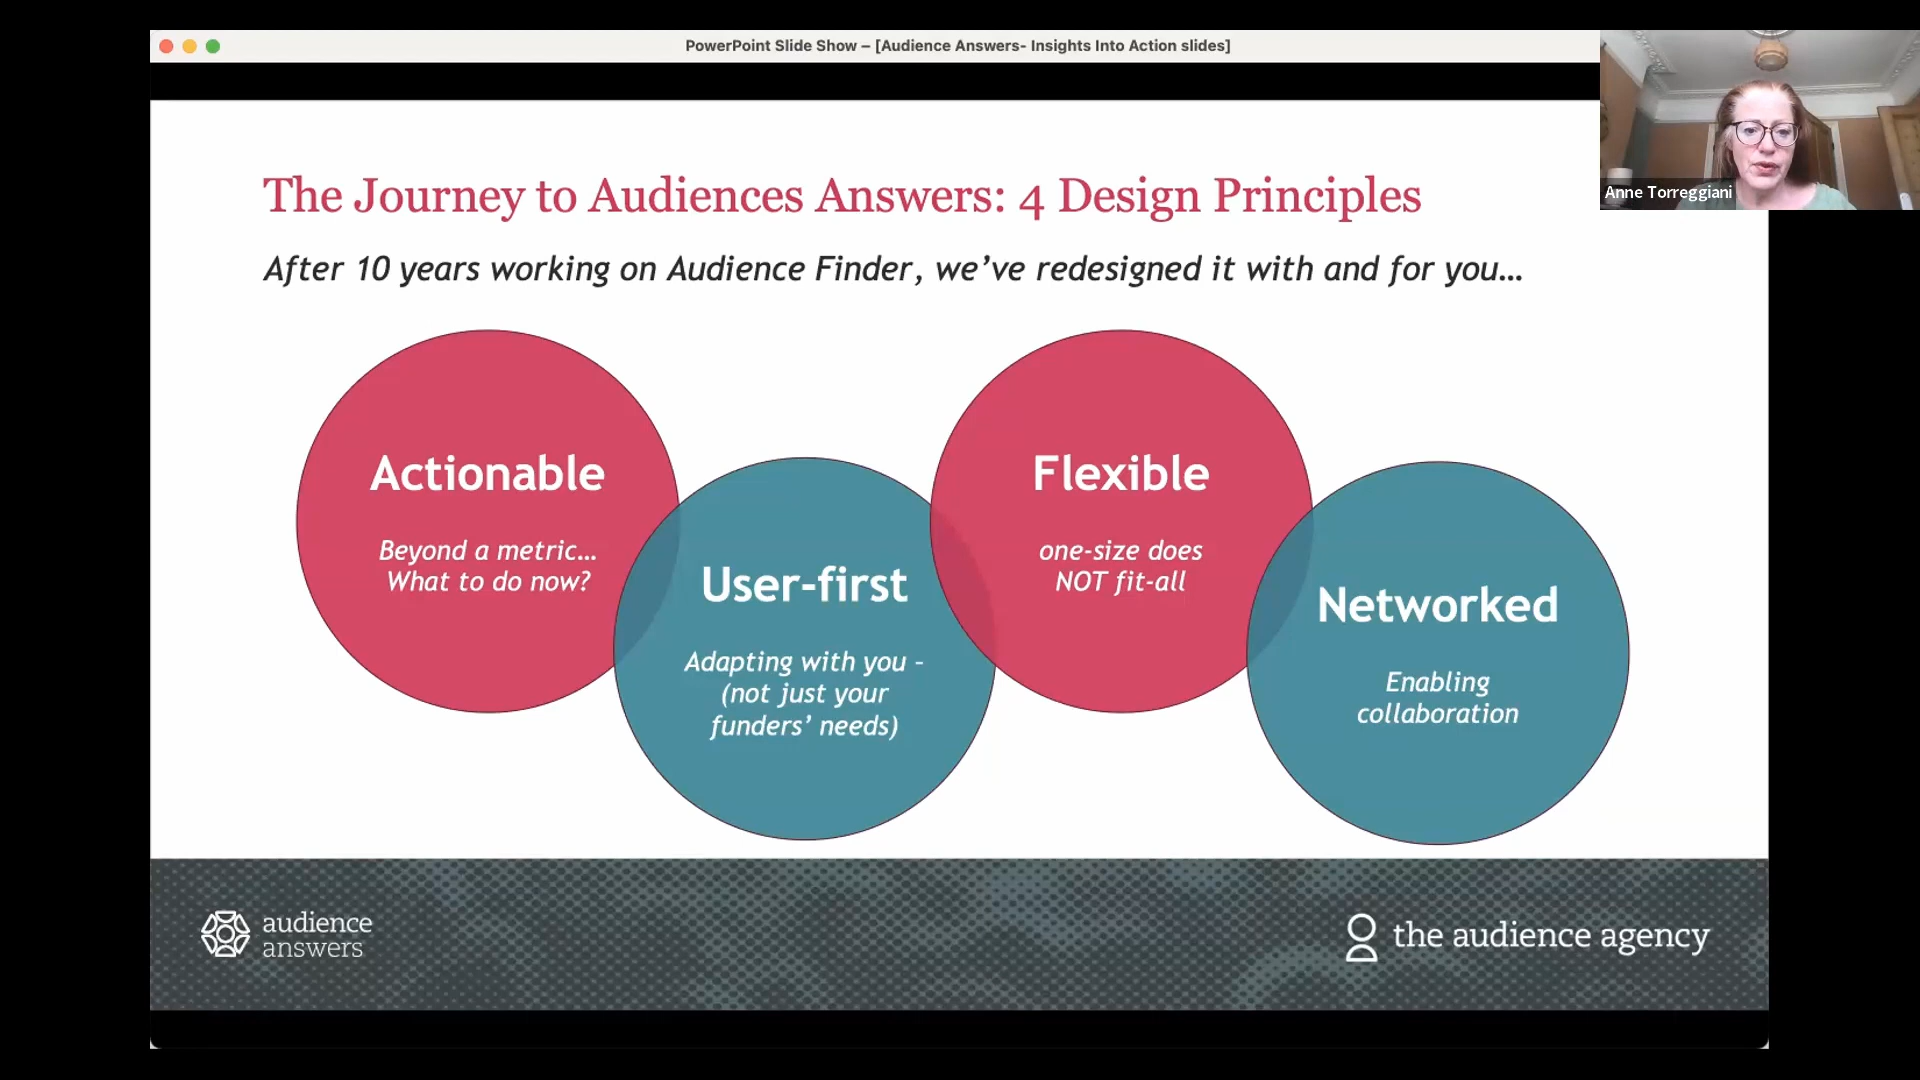 PowerPoint Slide Show – [Audience Answers- Insights Into Action slides]
Anne Torreggiani
The Journey to Audiences Answers: 4 Design Principles
After 10 years working on Audience Finder, we’ve redesigned it with and for you…
Actionable
Beyond a metric…
What to do now?
User-first
Adapting with you –
(not just your
funders’ needs)
Flexible
one-size does
NOT fit-all
Networked
Enabling
collaboration
audience
answers
the audience agency